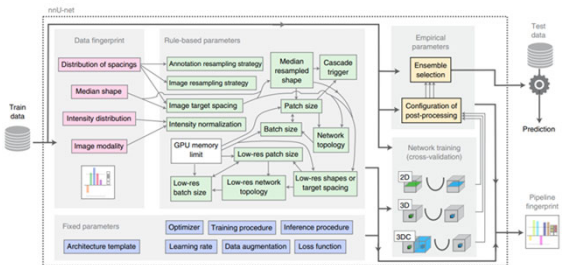 nnU-net
Data fingerprint
Distribution of spacings
Median shape
Intensity distribution
Image modality
Train
data
Rule-based parameters
Annotation resampling strategy
Image resampling strategy
Image target spacing
Intensity normalization
Median
resampled
shape
Cascade
trigger
Patch size
Batch size
Network
topology
GPU memory
limit
Low-res patch size
Low-res
batch size
Low-res network
topology
Low-res shapes or
target spacing
Empirical
parameters
Ensemble
selection
Configuration of
post-processing
Test
data
Prediction
Network training
(cross-validation)
2D
3D
3DC
Pipeline
fingerprint
Fixed parameters
Optimizer
Training procedure
Inference procedure
Architecture template
Learning rate
Data augmentation
Loss function